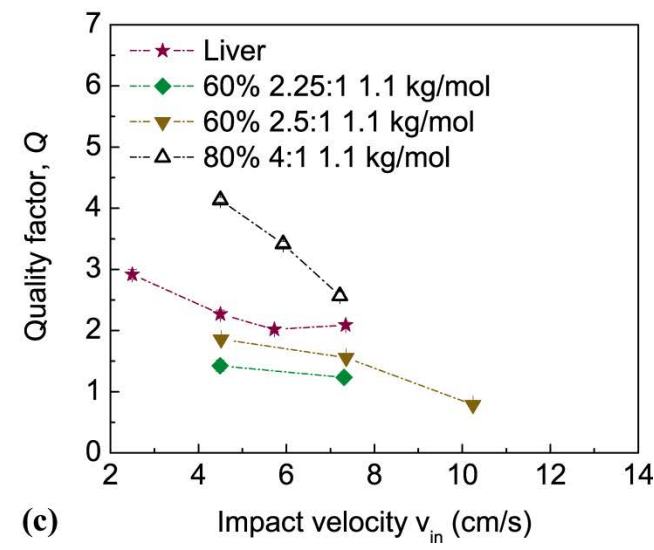 7
6
5
4
3
2
1
0
Quality factor, Q
Liver
60% 2.25:1 1.1 kg/mol
60% 2.5:1 1.1 kg/mol
80% 4:1 1.1 kg/mol
2 4 6 8 10 12 14
(c) Impact velocity v_in (cm/s)